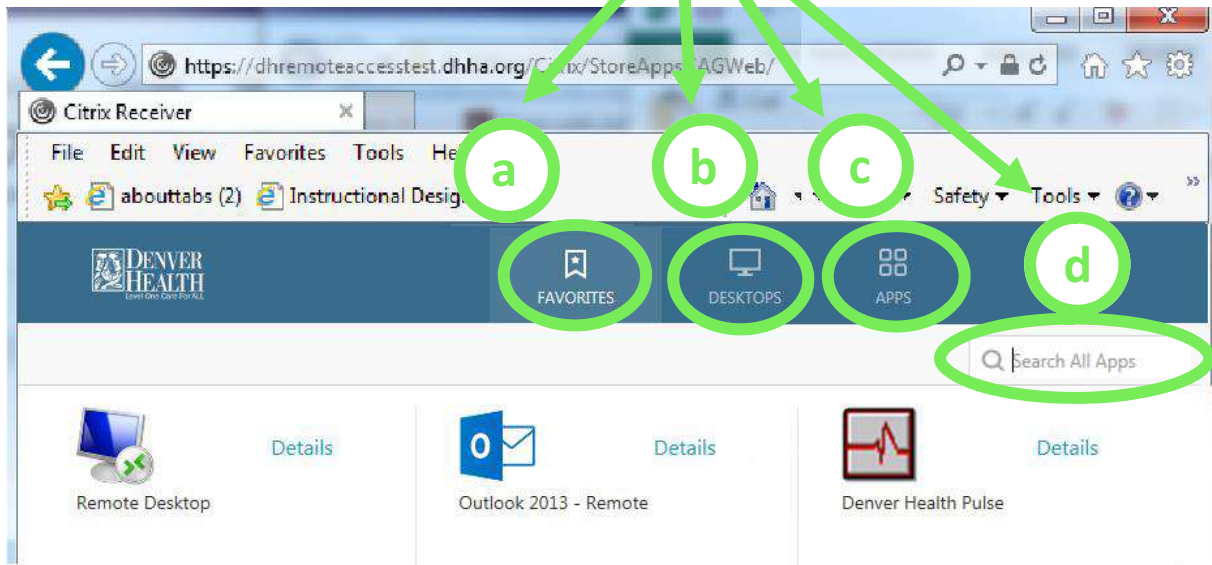 X
https://dhremoteaccesstest.dhha.org/Citrix/StoreApps
AGWeb/
Citrix Receiver
File Edit View Favorites Tools
a
b
c
abouttabs (2)
Instructional
Safety
Tools
DENVER HEALTH
Level One Care For ALL
d
FAVORITES
DESKTOPS
APPS
Search All Apps
Details
Details
Details
Remote Desktop
Outlook 2013 - Remote
Denver Health Pulse